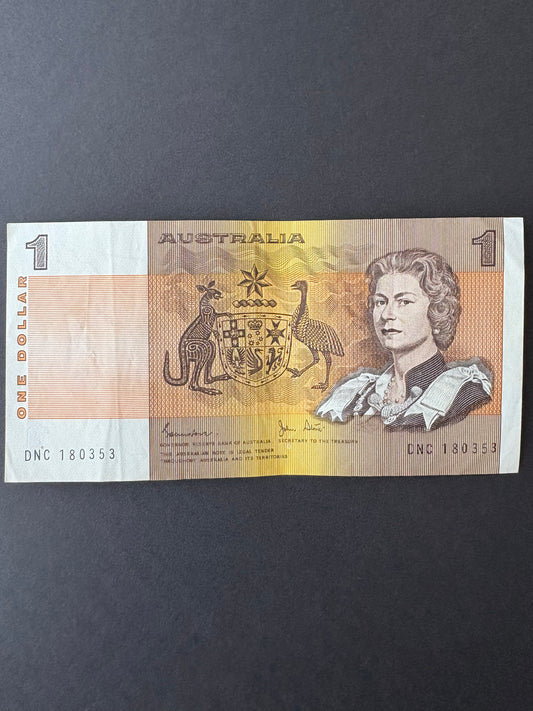 1
AUSTRALIA
1
ONE DOLLAR
GOVERNOR RESERVE BANK OF AUSTRALIA. SECRETARY TO THE TREASURY
THIS AUSTRALIAN NOTE IS LEGAL TENDER
THROUGHOUT AUSTRALIA AND ITS TERRITORIES
DNC 180353
DNC 180353